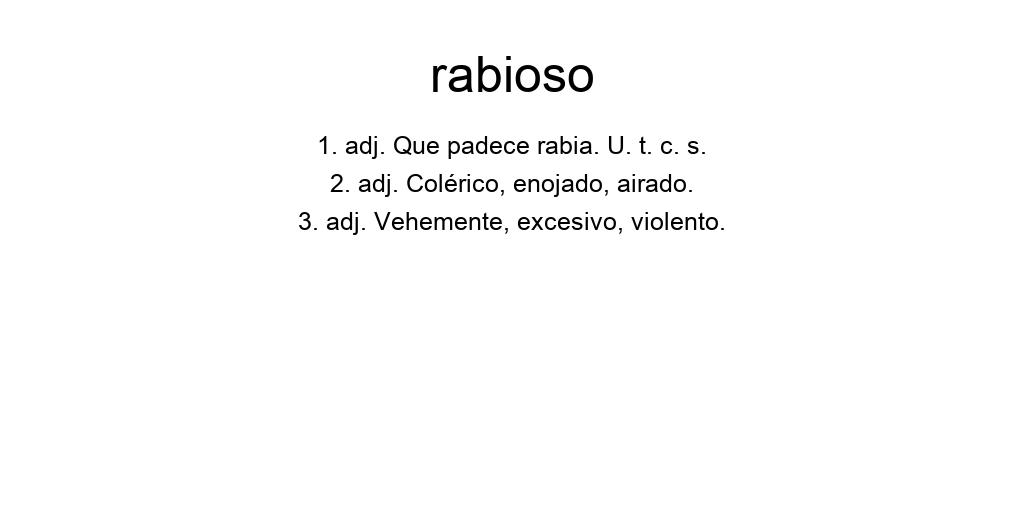 rabioso
1. adj. Que padece rabia. U. t. c. s.
2. adj. Colérico, enojado, airado.
3. adj. Vehemente, excesivo, violento.